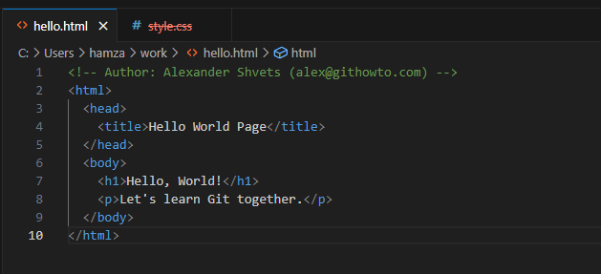 hello.html
style.css
C: > Users > hamza > work > hello.html > html
1 <!-- Author: Alexander Shvets (alex@githowto.com) -->
2 <html>
3 <head>
4 <title>Hello World Page</title>
5 </head>
6 <body>
7 <h1>Hello, World!</h1>
8 <p>Let's learn Git together.</p>
9 </body>
10 </html>